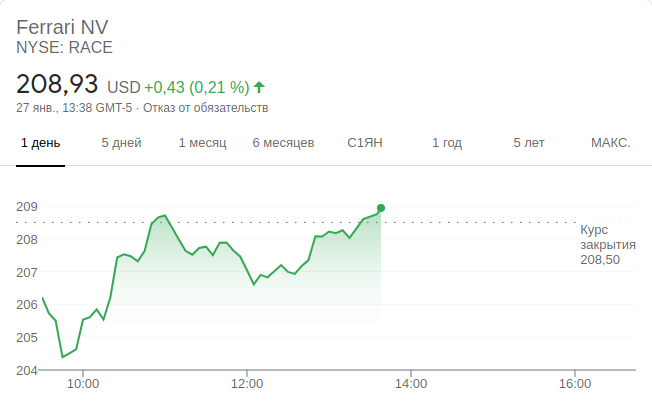 Ferrari NV
NYSE: RACE
208,93 USD +0,43 (0,21 %)
27 янв., 13:38 GMT-5 · Отказ от обязательств
1 день 5 дней 1 месяц 6 месяцев С1ЯН 1 год 5 лет МАКС.
209
208
207
206
205
204
Курс
закрытия
208,50
10:00 12:00 14:00 16:00